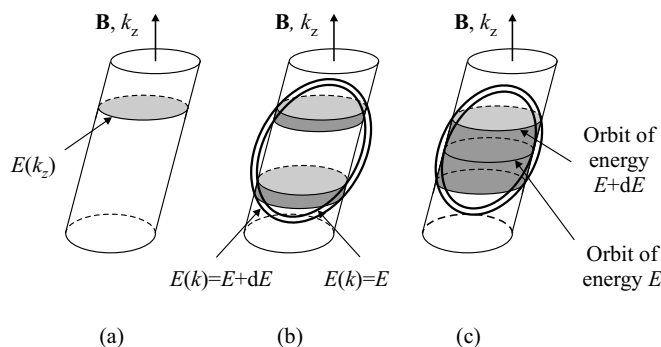 B, k_z
B, k_z
B, k_z
E(k_z)
Orbit of
energy
E+dE
Orbit of
energy E
E(k)=E+dE
E(k)=E
(a)
(b)
(c)